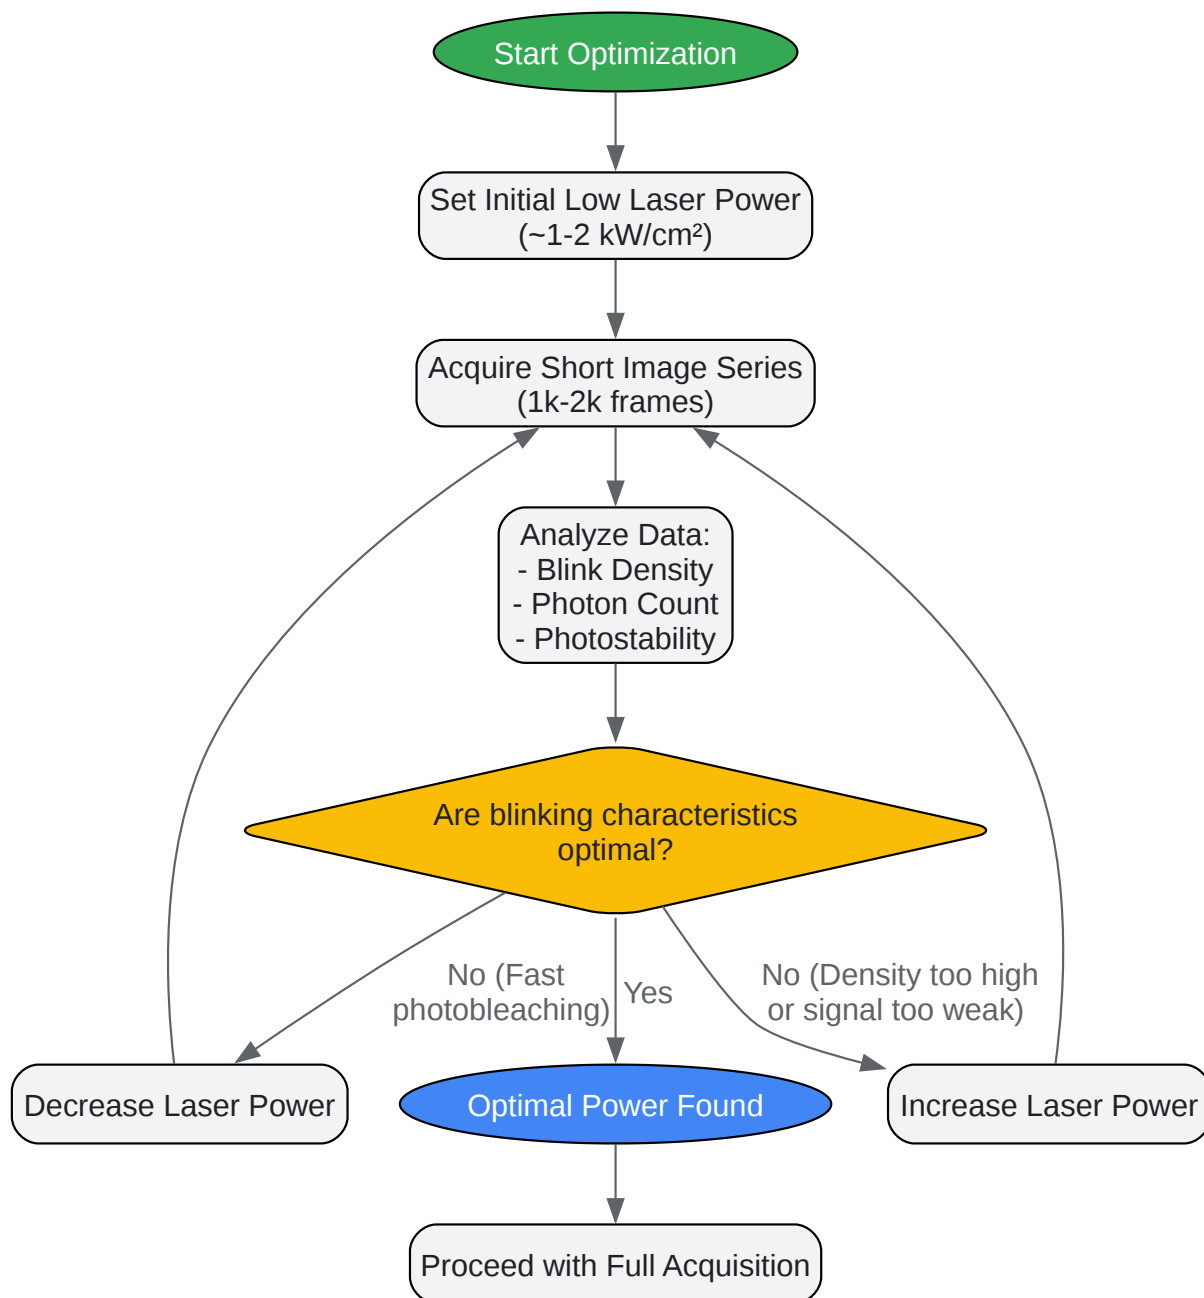 Start Optimization
Set Initial Low Laser Power
(~1-2 kW/cm²)
Acquire Short Image Series
(1k-2k frames)
Analyze Data:
- Blink Density
- Photon Count
- Photostability
Are blinking characteristics
optimal?
No (Fast
photobleaching)
Yes
No (Density too high
or signal too weak)
Decrease Laser Power
Optimal Power Found
Increase Laser Power
Proceed with Full Acquisition